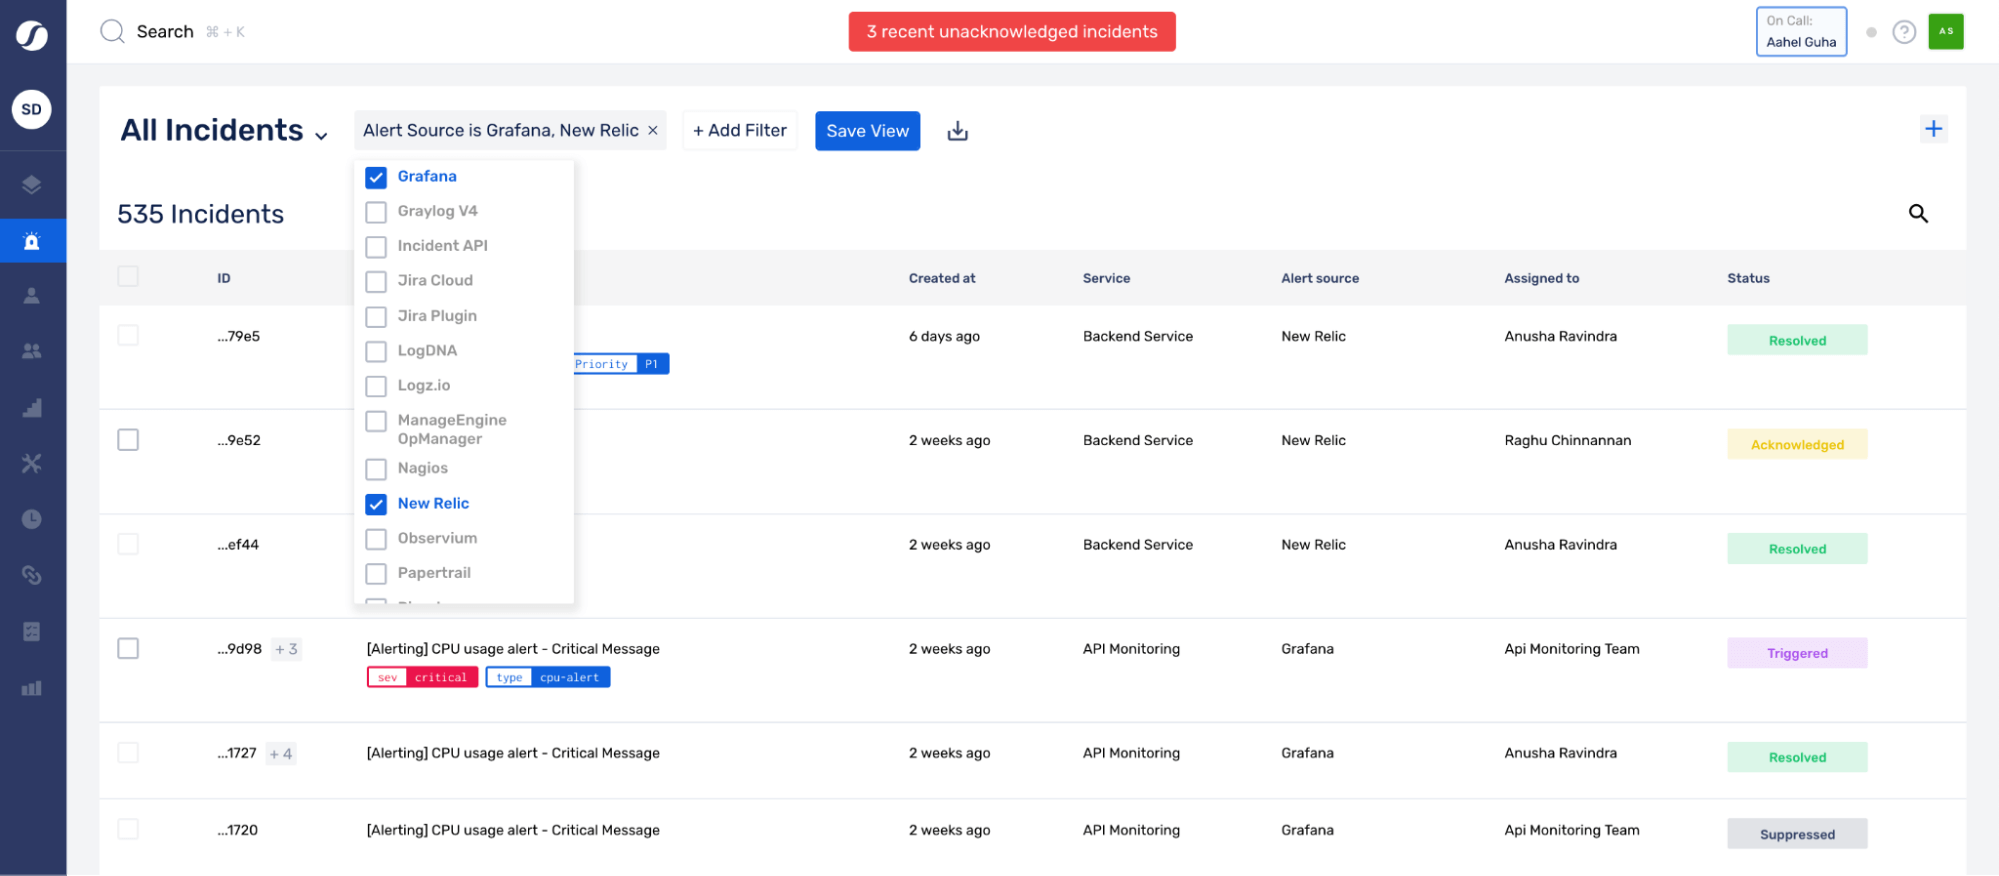 Search ⌘ + K
3 recent unacknowledged incidents
On Call:
Aahel Guha
?
AS
SD
All Incidents
Alert Source is Grafana, New Relic ×
+ Add Filter
Save View
535 Incidents
Grafana
Graylog V4
Incident API
Jira Cloud
Jira Plugin
LogDNA
Logz.io
ManageEngine
OpManager
Nagios
New Relic
Observium
Papertrail
ID Created at Service Alert source Assigned to Status
...79e5 6 days ago Backend Service New Relic Anusha Ravindra Resolved
Priority P1
...9e52 2 weeks ago Backend Service New Relic Raghu Chinnannan Acknowledged
...ef44 2 weeks ago Backend Service New Relic Anusha Ravindra Resolved
...9d98 + 3 [Alerting] CPU usage alert - Critical Message 2 weeks ago API Monitoring Grafana Api Monitoring Team Triggered
sev critical type cpu-alert
...1727 + 4 [Alerting] CPU usage alert - Critical Message 2 weeks ago API Monitoring Grafana Anusha Ravindra Resolved
...1720 [Alerting] CPU usage alert - Critical Message 2 weeks ago API Monitoring Grafana Api Monitoring Team Suppressed